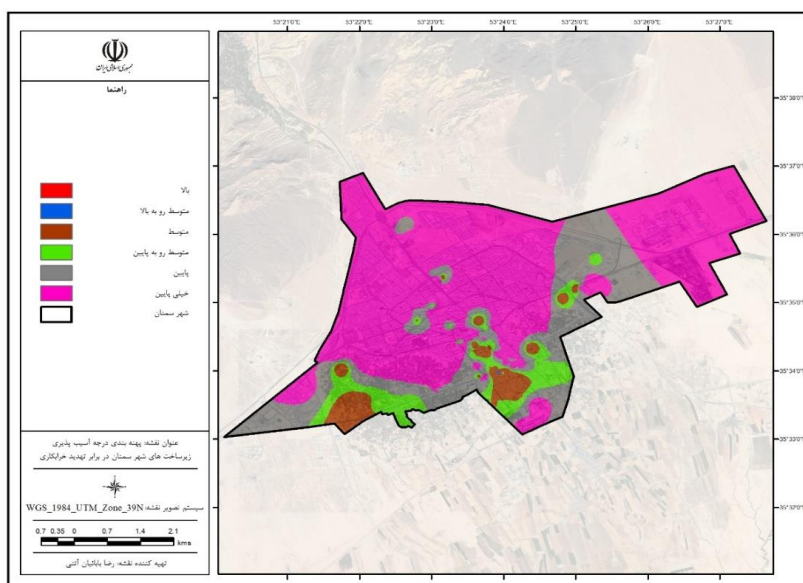 جمهوری اسلامی ایران
راهنما
بالا
متوسط رو به بالا
متوسط
متوسط رو به پایین
پایین
خیلی پایین
شهر سمنان
عنوان نقشه: پهنه بندی درجه آسیب پذیری
زیرساخت های شهر سمنان در برابر تهدید خرابکاری
سیستم تصویر نقشه: WGS_1984_UTM_Zone_39N
0.7 0.35 0 0.7 1.4 2.1
kms
تهیه کننده نقشه: رضا بابائیان آتنی
53°21'0"E 53°22'0"E 53°23'0"E 53°24'0"E 53°25'0"E 53°26'0"E 53°27'0"E
35°38'0"N
35°37'0"N
35°36'0"N
35°35'0"N
35°34'0"N
35°33'0"N
35°32'0"N